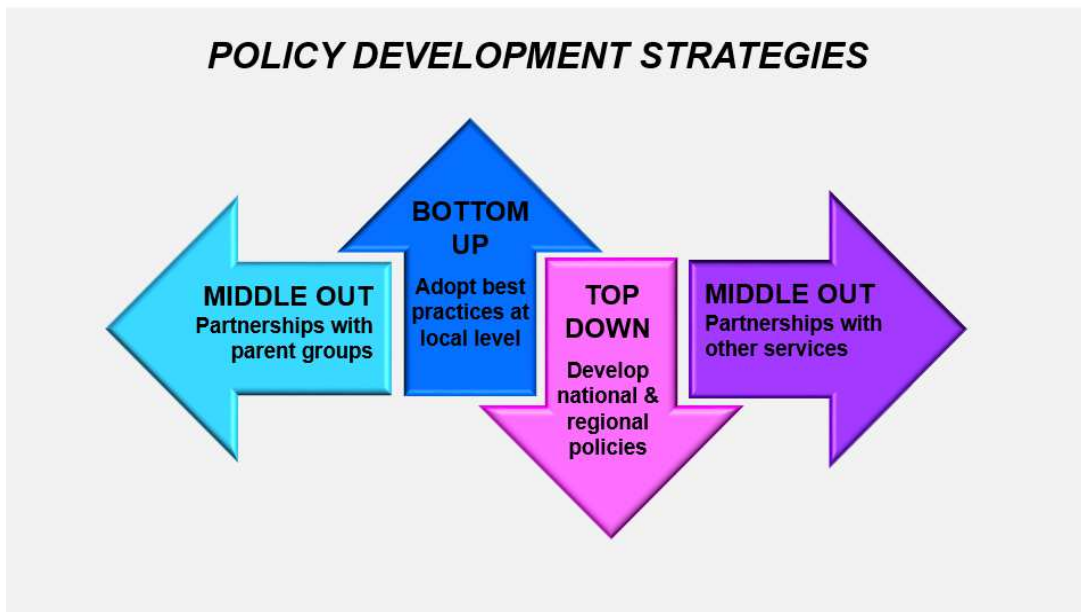 POLICY DEVELOPMENT STRATEGIES
MIDDLE OUT
Partnerships with
parent groups
BOTTOM
UP
Adopt best
practices at
local level
TOP
DOWN
Develop
national &
regional
policies
MIDDLE OUT
Partnerships with
other services